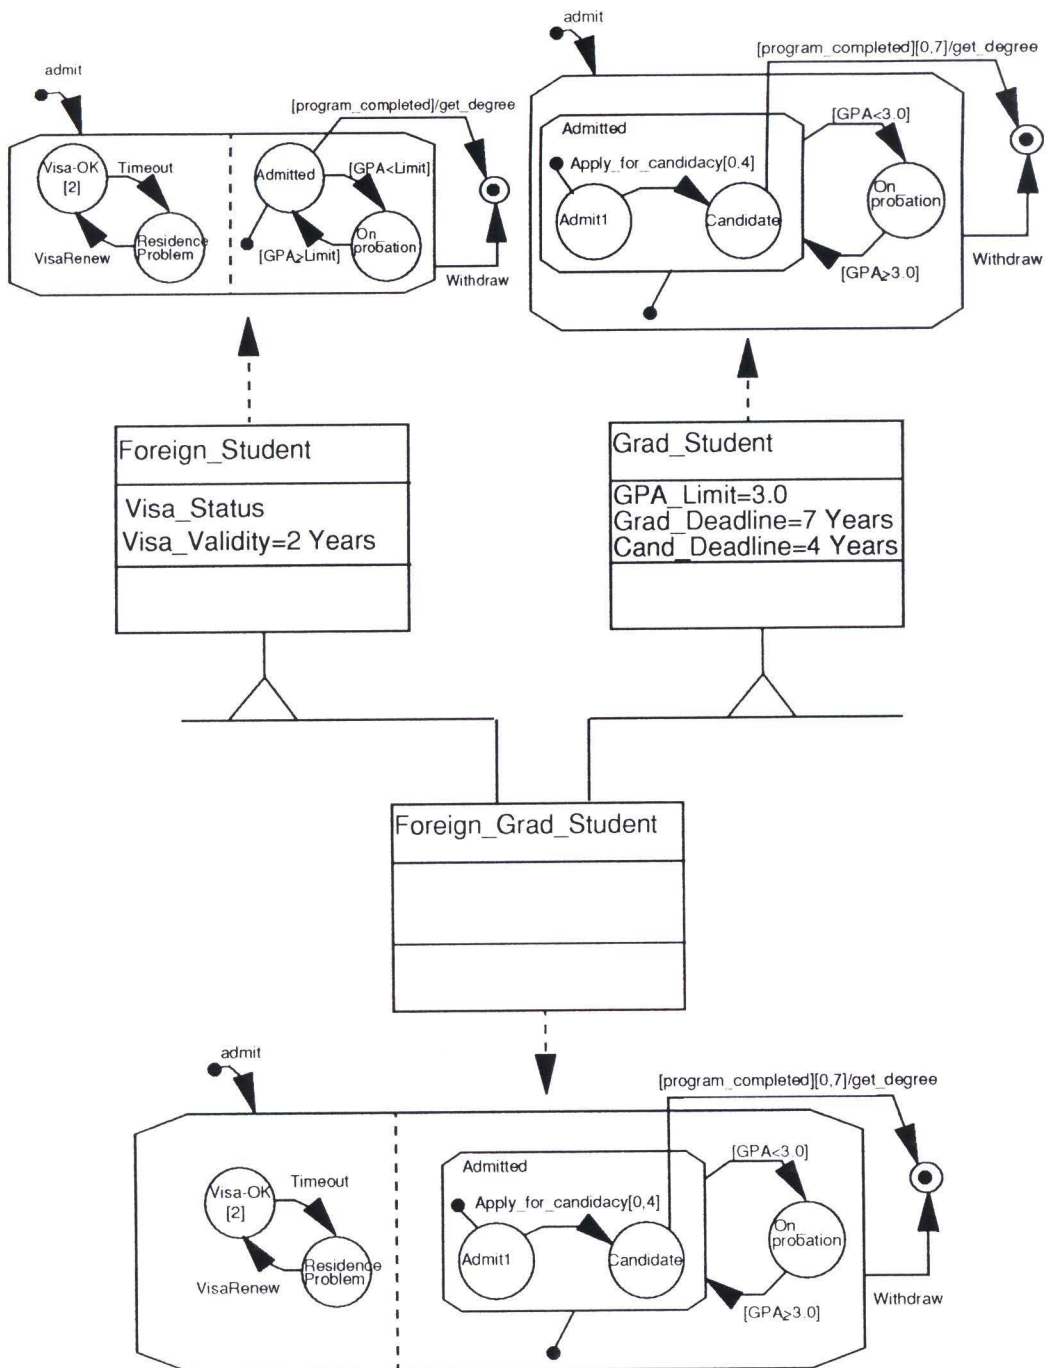 admit
[program_completed]/get_degree
Visa-OK
[2]
Timeout
VisaRenew
Residence
Problem
Admitted
[GPA<Limit]
[GPA≥Limit]
On
probation
Withdraw
admit
[program_completed][0,7]/get_degree
Admitted
Apply_for_candidacy[0,4]
Admit1
Candidate
[GPA<3.0]
On
probation
[GPA≥3.0]
Withdraw
Foreign_Student
Visa_Status
Visa_Validity=2 Years
Grad_Student
GPA_Limit=3.0
Grad_Deadline=7 Years
Cand_Deadline=4 Years
Foreign_Grad_Student
admit
[program_completed][0,7]/get_degree
Visa-OK
[2]
Timeout
VisaRenew
Residence
Problem
Admitted
Apply_for_candidacy[0,4]
Admit1
Candidate
[GPA<3.0]
On
probation
[GPA≥3.0]
Withdraw